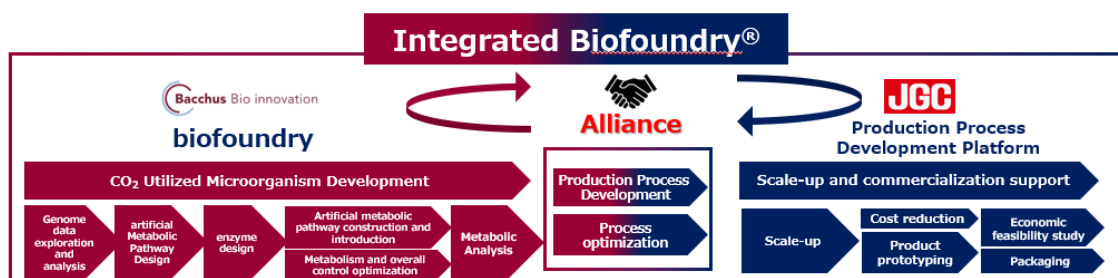 Integrated Biofoundry®
Bacchus Bio innovation
biofoundry
Alliance
JGC
Production Process
Development Platform
CO₂ Utilized Microorganism Development
Genome
data
exploration
and
analysis
artificial
Metabolic
Pathway
Design
enzyme
design
Artificial metabolic
pathway construction and
introduction
Metabolism and overall
control optimization
Metabolic
Analysis
Production Process
Development
Process
optimization
Scale-up and commercialization support
Scale-up
Cost reduction
Product
prototyping
Economic
feasibility study
Packaging